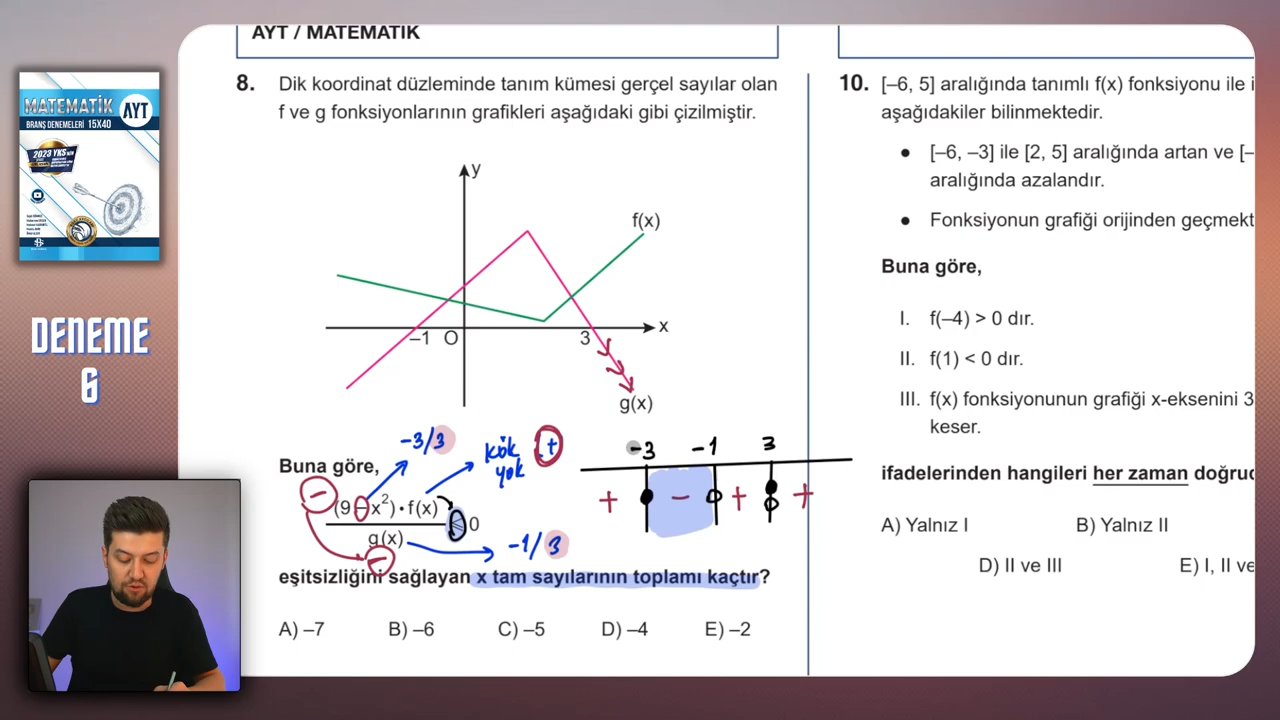 AYT / MATEMATİK
MATEMATİK AYT
BRANŞ DENEMELERİ 15X40
2023 YKS'NİN
DENEME
6
8. Dik koordinat düzleminde tanım kümesi gerçel sayılar olan
f ve g fonksiyonlarının grafikleri aşağıdaki gibi çizilmiştir.
y
f(x)
x
–1 O 3
g(x)
-3/3 kök yok +
-3 -1 3
+ - + +
Buna göre,
(9 – x²) • f(x)
≤ 0
g(x)
-1/3
– –
eşitsizliğini sağlayan x tam sayılarının toplamı kaçtır?
A) –7 B) –6 C) –5 D) –4 E) –2
10. [–6, 5] aralığında tanımlı f(x) fonksiyonu ile i
aşağıdakiler bilinmektedir.
• [–6, –3] ile [2, 5] aralığında artan ve [–
aralığında azalandır.
• Fonksiyonun grafiği orijinden geçmekt
Buna göre,
I. f(–4) > 0 dır.
II. f(1) < 0 dır.
III. f(x) fonksiyonunun grafiği x-eksenini 3
keser.
ifadelerinden hangileri her zaman doğruc
A) Yalnız I B) Yalnız II
D) II ve III E) I, II ve